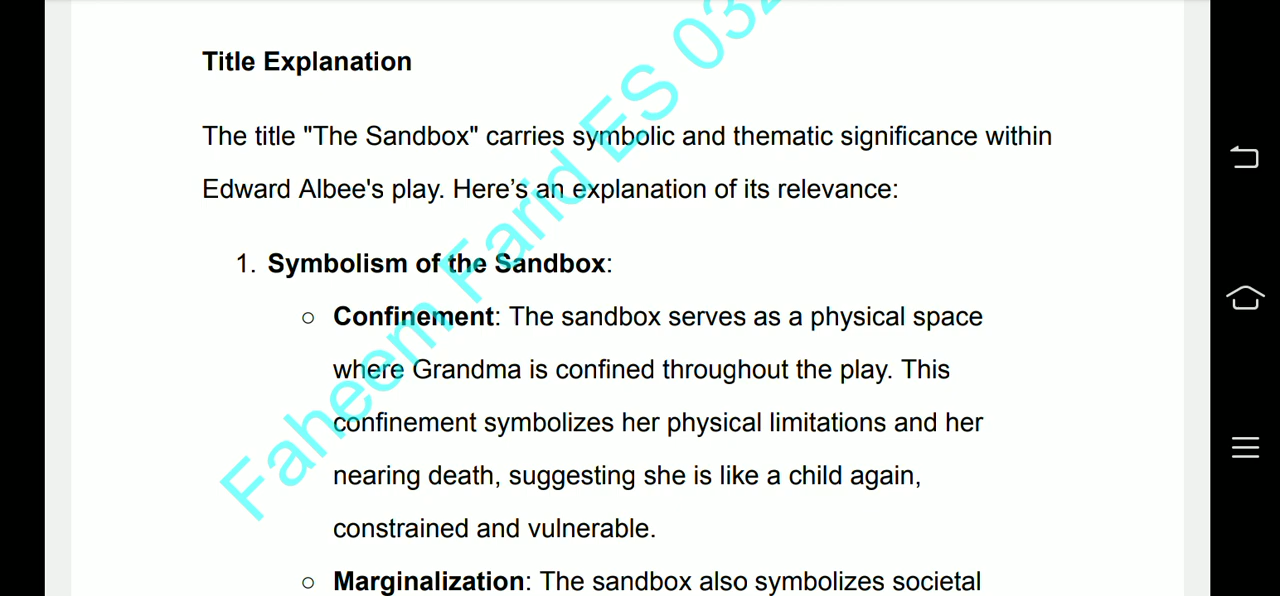 Title Explanation
The title "The Sandbox" carries symbolic and thematic significance within
Edward Albee's play. Here’s an explanation of its relevance:
1. Symbolism of the Sandbox:
○ Confinement: The sandbox serves as a physical space
where Grandma is confined throughout the play. This
confinement symbolizes her physical limitations and her
nearing death, suggesting she is like a child again,
constrained and vulnerable.
○ Marginalization: The sandbox also symbolizes societal
Faheem Farid ES 03